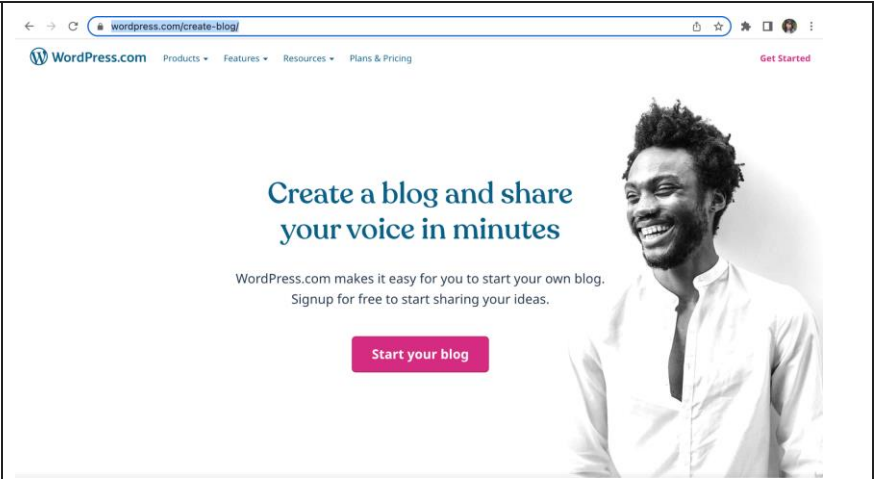 wordpress.com/create-blog/
WordPress.com Products Features Resources Plans & Pricing Get Started
Create a blog and share
your voice in minutes
WordPress.com makes it easy for you to start your own blog.
Signup for free to start sharing your ideas.
Start your blog